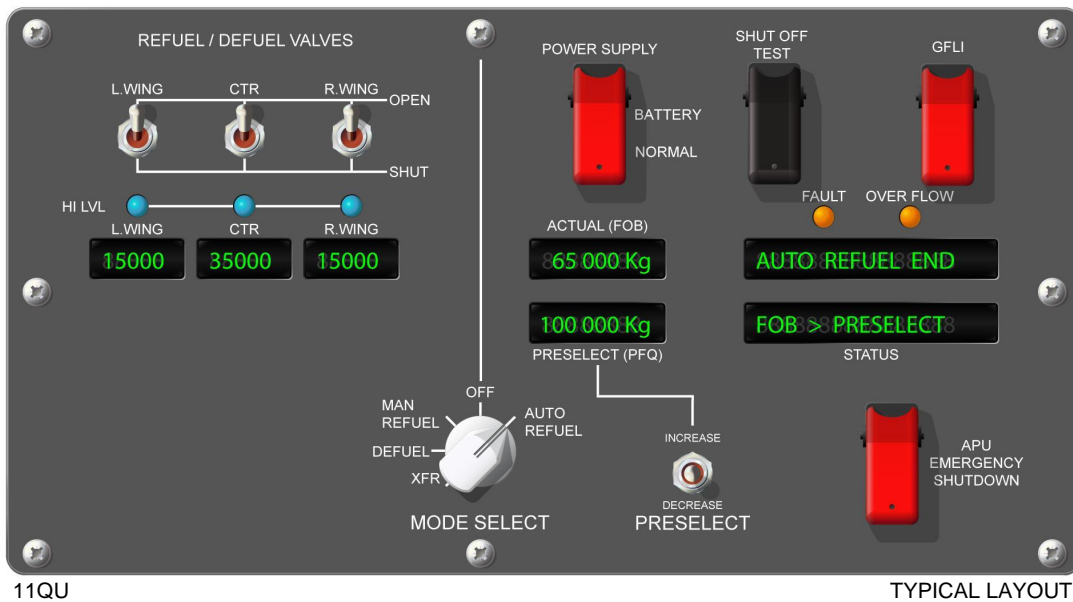 REFUEL / DEFUEL VALVES
L.WING CTR R.WING
OPEN
SHUT
HI LVL
L.WING CTR R.WING
15000 35000 15000
POWER SUPPLY
BATTERY
NORMAL
SHUT OFF
TEST
GFLI
FAULT OVER FLOW
ACTUAL (FOB)
65 000 Kg
AUTO REFUEL END
100 000 Kg
FOB > PRESELECT
PRESELECT (PFQ)
STATUS
OFF
MAN
REFUEL
AUTO
REFUEL
DEFUEL
XFR
MODE SELECT
INCREASE
DECREASE
PRESELECT
APU
EMERGENCY
SHUTDOWN
11QU
TYPICAL LAYOUT